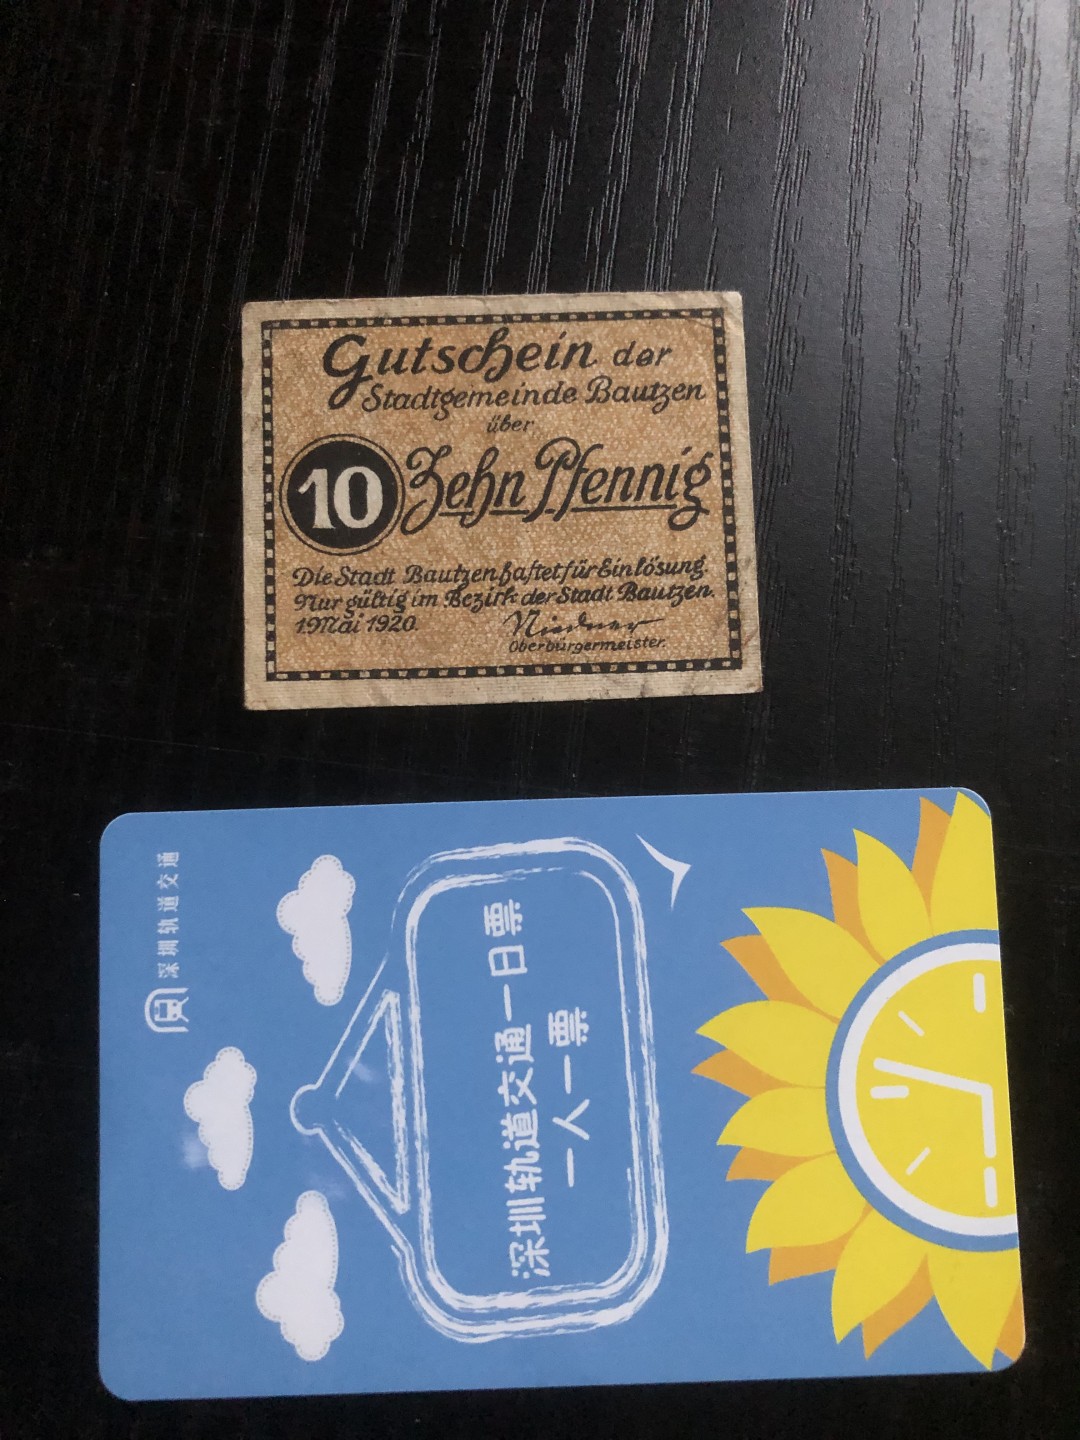 Gutschein der
Stadtgemeinde Bautzen
über
10 Zehn Pfennig
Die Stadt Bautzen haftet für Einlösung.
Nur gültig im Bezirk der Stadt Bautzen.
1. Mai 1920.
Niedner
Oberbürgermeister.
深圳轨道交通
深圳轨道交通一日票
一人一票